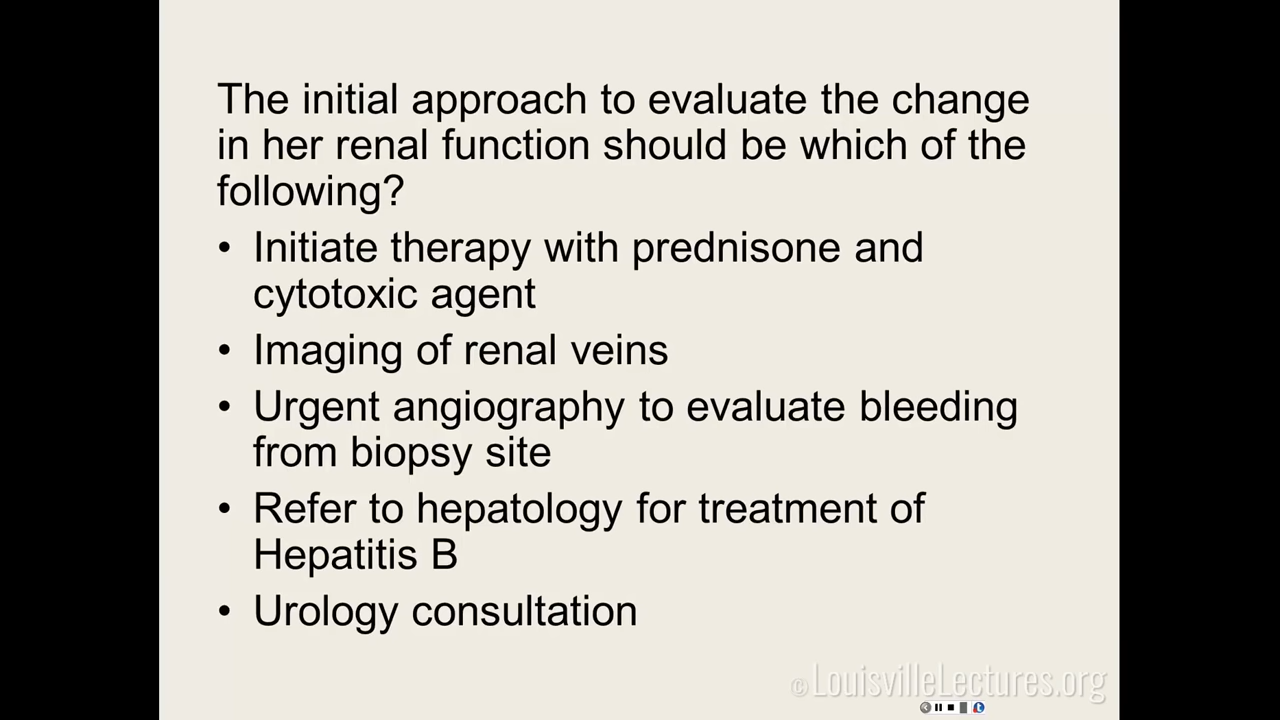 The initial approach to evaluate the change
in her renal function should be which of the
following?
• Initiate therapy with prednisone and
cytotoxic agent
• Imaging of renal veins
• Urgent angiography to evaluate bleeding
from biopsy site
• Refer to hepatology for treatment of
Hepatitis B
• Urology consultation
©LouisvilleLectures.org